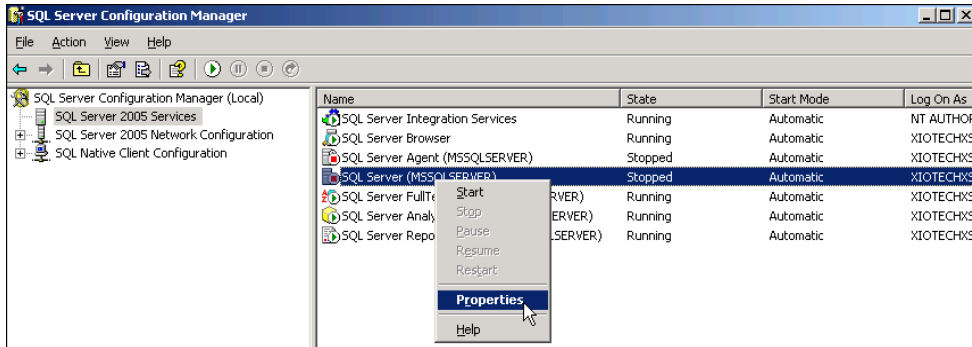 SQL Server Configuration Manager
File Action View Help
SQL Server Configuration Manager (Local)
SQL Server 2005 Services
SQL Server 2005 Network Configuration
SQL Native Client Configuration
Name State Start Mode Log On As
SQL Server Integration Services Running Automatic NT AUTHOR
SQL Server Browser Running Automatic XIOTECHXS
SQL Server Agent (MSSQLSERVER) Stopped Automatic XIOTECHXS
SQL Server (MSSQLSERVER) Stopped Automatic XIOTECHXS
SQL Server FullTe RVER) Running Automatic XIOTECHXS
SQL Server Analy ERVER) Running Automatic XIOTECHXS
SQL Server Repo LSERVER) Running Automatic XIOTECHXS
Start
Stop
Pause
Resume
Restart
Properties
Help